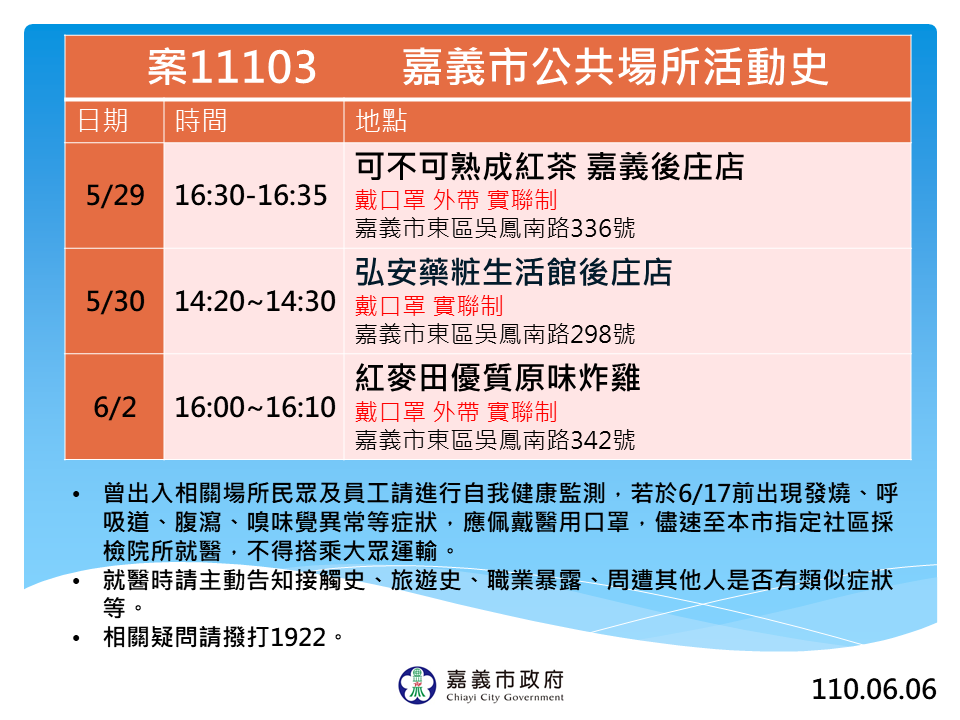 案11103 嘉義市公共場所活動史
日期 時間 地點
5/29 16:30-16:35 可不可熟成紅茶 嘉義後庄店
戴口罩 外帶 實聯制
嘉義市東區吳鳳南路336號
5/30 14:20~14:30 弘安藥粧生活館後庄店
戴口罩 實聯制
嘉義市東區吳鳳南路298號
6/2 16:00~16:10 紅麥田優質原味炸雞
戴口罩 外帶 實聯制
嘉義市東區吳鳳南路342號
• 曾出入相關場所民眾及員工請進行自我健康監測，若於6/17前出現發燒、呼
吸道、腹瀉、嗅味覺異常等症狀，應佩戴醫用口罩，儘速至本市指定社區採
檢院所就醫，不得搭乘大眾運輸。
• 就醫時請主動告知接觸史、旅遊史、職業暴露、周遭其他人是否有類似症狀
等。
• 相關疑問請撥打1922。
嘉義市政府
Chiayi City Government
110.06.06